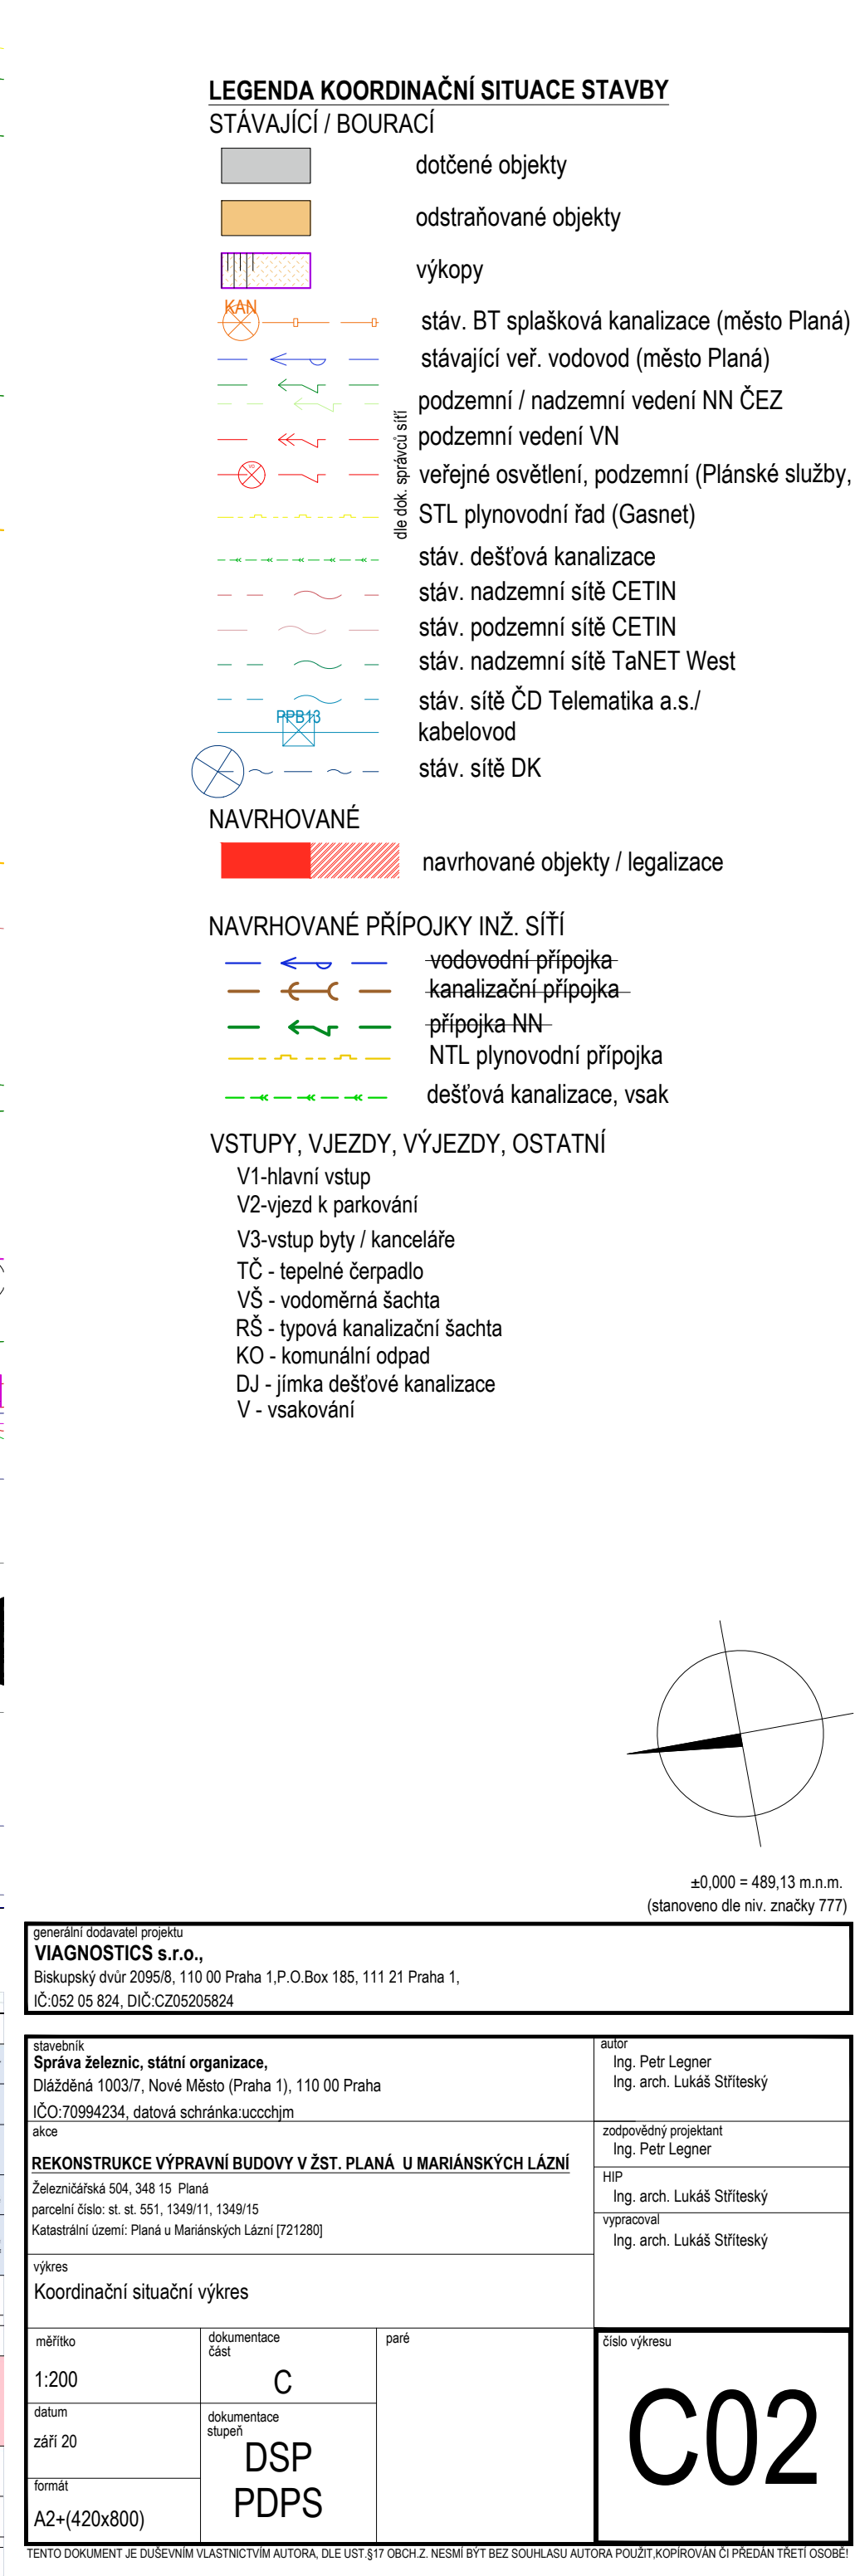 LEGENDA KOORDINAČNÍ SITUACE STAVBY
STÁVAJÍCÍ / BOURACÍ
dotčené objekty
odstraňované objekty
výkopy
KAN
stáv. BT splašková kanalizace (město Planá)
stávající veř. vodovod (město Planá)
podzemní / nadzemní vedení NN ČEZ
podzemní vedení VN
VO
veřejné osvětlení, podzemní (Plánské služby,
STL plynovodní řad (Gasnet)
dle dok. správců sítí
stáv. dešťová kanalizace
stáv. nadzemní sítě CETIN
stáv. podzemní sítě CETIN
stáv. nadzemní sítě TaNET West
stáv. sítě ČD Telematika a.s./
PPB13
kabelovod
stáv. sítě DK
NAVRHOVANÉ
navrhované objekty / legalizace
NAVRHOVANÉ PŘÍPOJKY INŽ. SÍTÍ
vodovodní přípojka
kanalizační přípojka
přípojka NN
NTL plynovodní přípojka
dešťová kanalizace, vsak
VSTUPY, VJEZDY, VÝJEZDY, OSTATNÍ
V1-hlavní vstup
V2-vjezd k parkování
V3-vstup byty / kanceláře
TČ - tepelné čerpadlo
VŠ - vodoměrná šachta
RŠ - typová kanalizační šachta
KO - komunální odpad
DJ - jímka dešťové kanalizace
V - vsakování
±0,000 = 489,13 m.n.m.
(stanoveno dle niv. značky 777)
generální dodavatel projektu
VIAGNOSTICS s.r.o.,
Biskupský dvůr 2095/8, 110 00 Praha 1,P.O.Box 185, 111 21 Praha 1,
IČ:052 05 824, DIČ:CZ05205824
stavebník
Správa železnic, státní organizace,
Dlážděná 1003/7, Nové Město (Praha 1), 110 00 Praha
IČO:70994234, datová schránka:uccchjm
autor
Ing. Petr Legner
Ing. arch. Lukáš Stříteský
akce
REKONSTRUKCE VÝPRAVNÍ BUDOVY V ŽST. PLANÁ U MARIÁNSKÝCH LÁZNÍ
Železničářská 504, 348 15 Planá
parcelní číslo: st. st. 551, 1349/11, 1349/15
Katastrální území: Planá u Mariánských Lázní [721280]
zodpovědný projektant
Ing. Petr Legner
HIP
Ing. arch. Lukáš Stříteský
vypracoval
Ing. arch. Lukáš Stříteský
výkres
Koordinační situační výkres
měřítko
1:200
dokumentace
část
C
paré
číslo výkresu
C02
datum
září 20
dokumentace
stupeň
DSP
PDPS
formát
A2+(420x800)
TENTO DOKUMENT JE DUŠEVNÍM VLASTNICTVÍM AUTORA, DLE UST.§17 OBCH.Z. NESMÍ BÝT BEZ SOUHLASU AUTORA POUŽIT,KOPÍROVÁN ČI PŘEDÁN TŘETÍ OSOBĚ!